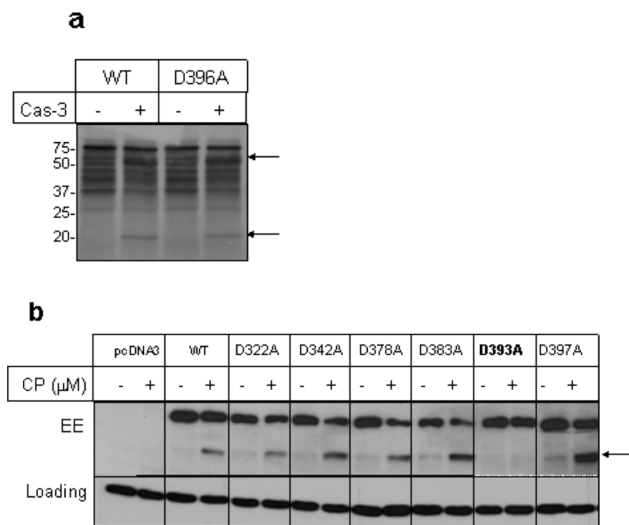 a
WT D396A
Cas-3 - + - +
75-
50-
37-
25-
20-
b
pcDNA3 WT D322A D342A D378A D383A D393A D397A
CP (μM) - + - + - + - + - + - + - + - +
EE
Loading